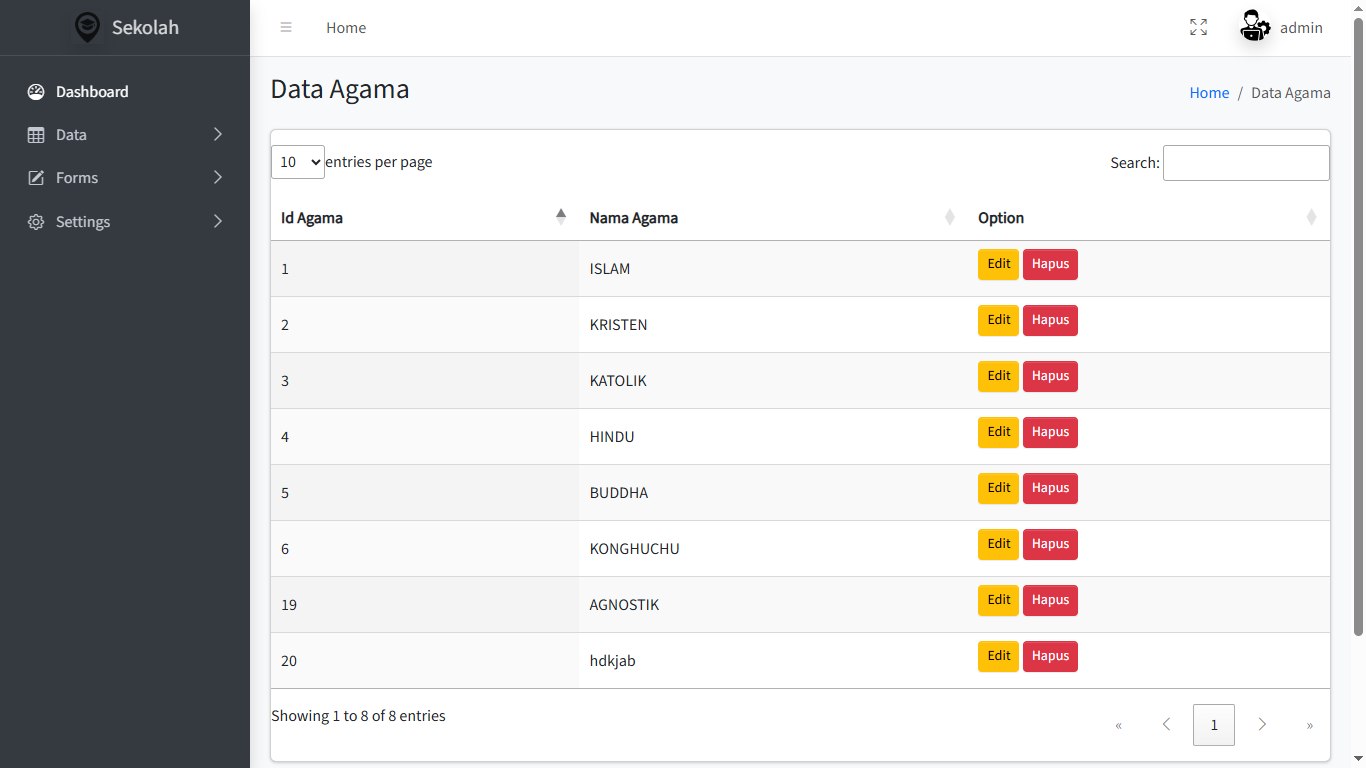 Sekolah
Home
admin
Dashboard
Data
Forms
Settings
Data Agama
Home / Data Agama
10 entries per page
Search:
Id Agama Nama Agama Option
1 ISLAM Edit Hapus
2 KRISTEN Edit Hapus
3 KATOLIK Edit Hapus
4 HINDU Edit Hapus
5 BUDDHA Edit Hapus
6 KONGHUCHU Edit Hapus
19 AGNOSTIK Edit Hapus
20 hdkjab Edit Hapus
Showing 1 to 8 of 8 entries
« 1 »